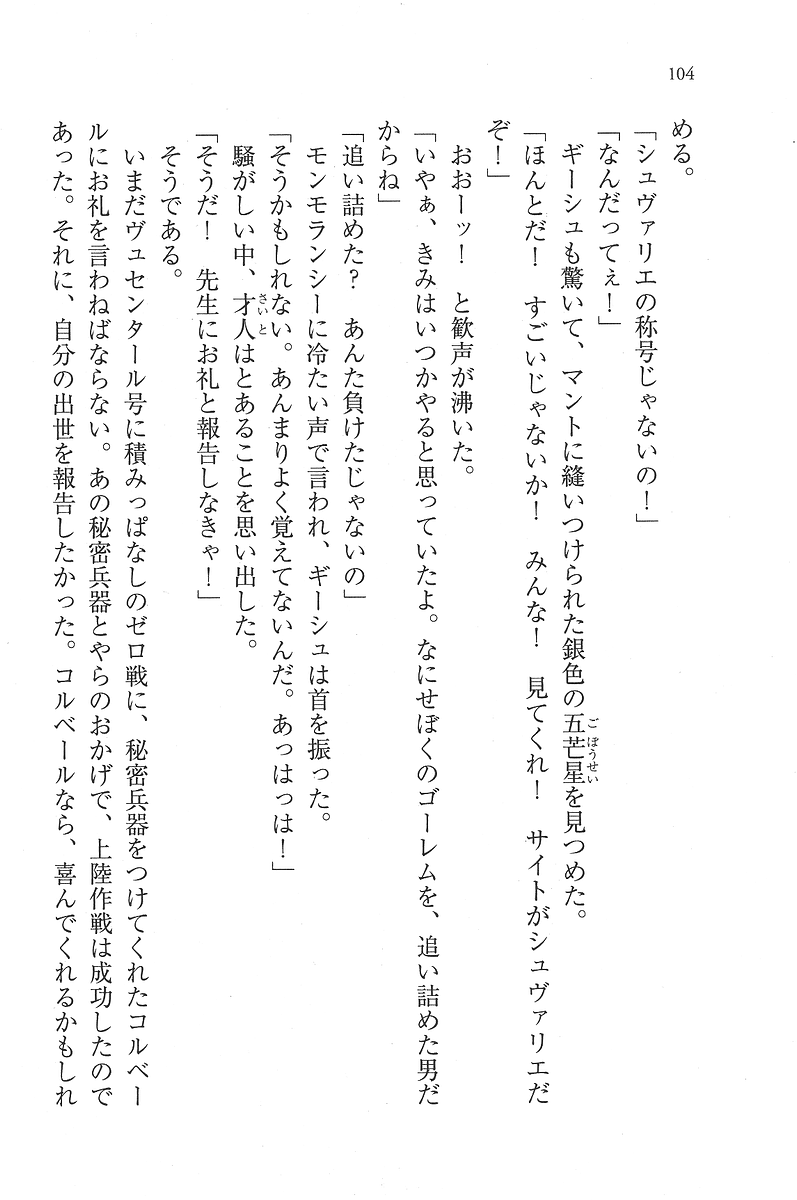 104
める。
「シュヴァリエの称号じゃないの！」
「なんだってぇ！」
ギーシュも驚いて、マントに縫いつけられた銀色の五芒星を見つめた。
ごぼうせい
「ほんとだ！　すごいじゃないか！　みんな！　見てくれ！　サイトがシュヴァリエだ
ぞ！」
おおーッ！　と歓声が沸いた。
「いやぁ、きみはいつかやると思っていたよ。なにせぼくのゴーレムを、追い詰めた男だ
からね」
「追い詰めた？　あんた負けたじゃないの」
モンモランシーに冷たい声で言われ、ギーシュは首を振った。
「そうかもしれない。あんまりよく覚えてないんだ。あっはっは！」
騒がしい中、才人はとあることを思い出した。
さいと
「そうだ！　先生にお礼と報告しなきゃ！」
そうである。
いまだヴュセンタール号に積みっぱなしのゼロ戦に、秘密兵器をつけてくれたコルベー
ルにお礼を言わねばならない。あの秘密兵器とやらのおかげで、上陸作戦は成功したので
あった。それに、自分の出世を報告したかった。コルベールなら、喜んでくれるかもしれ